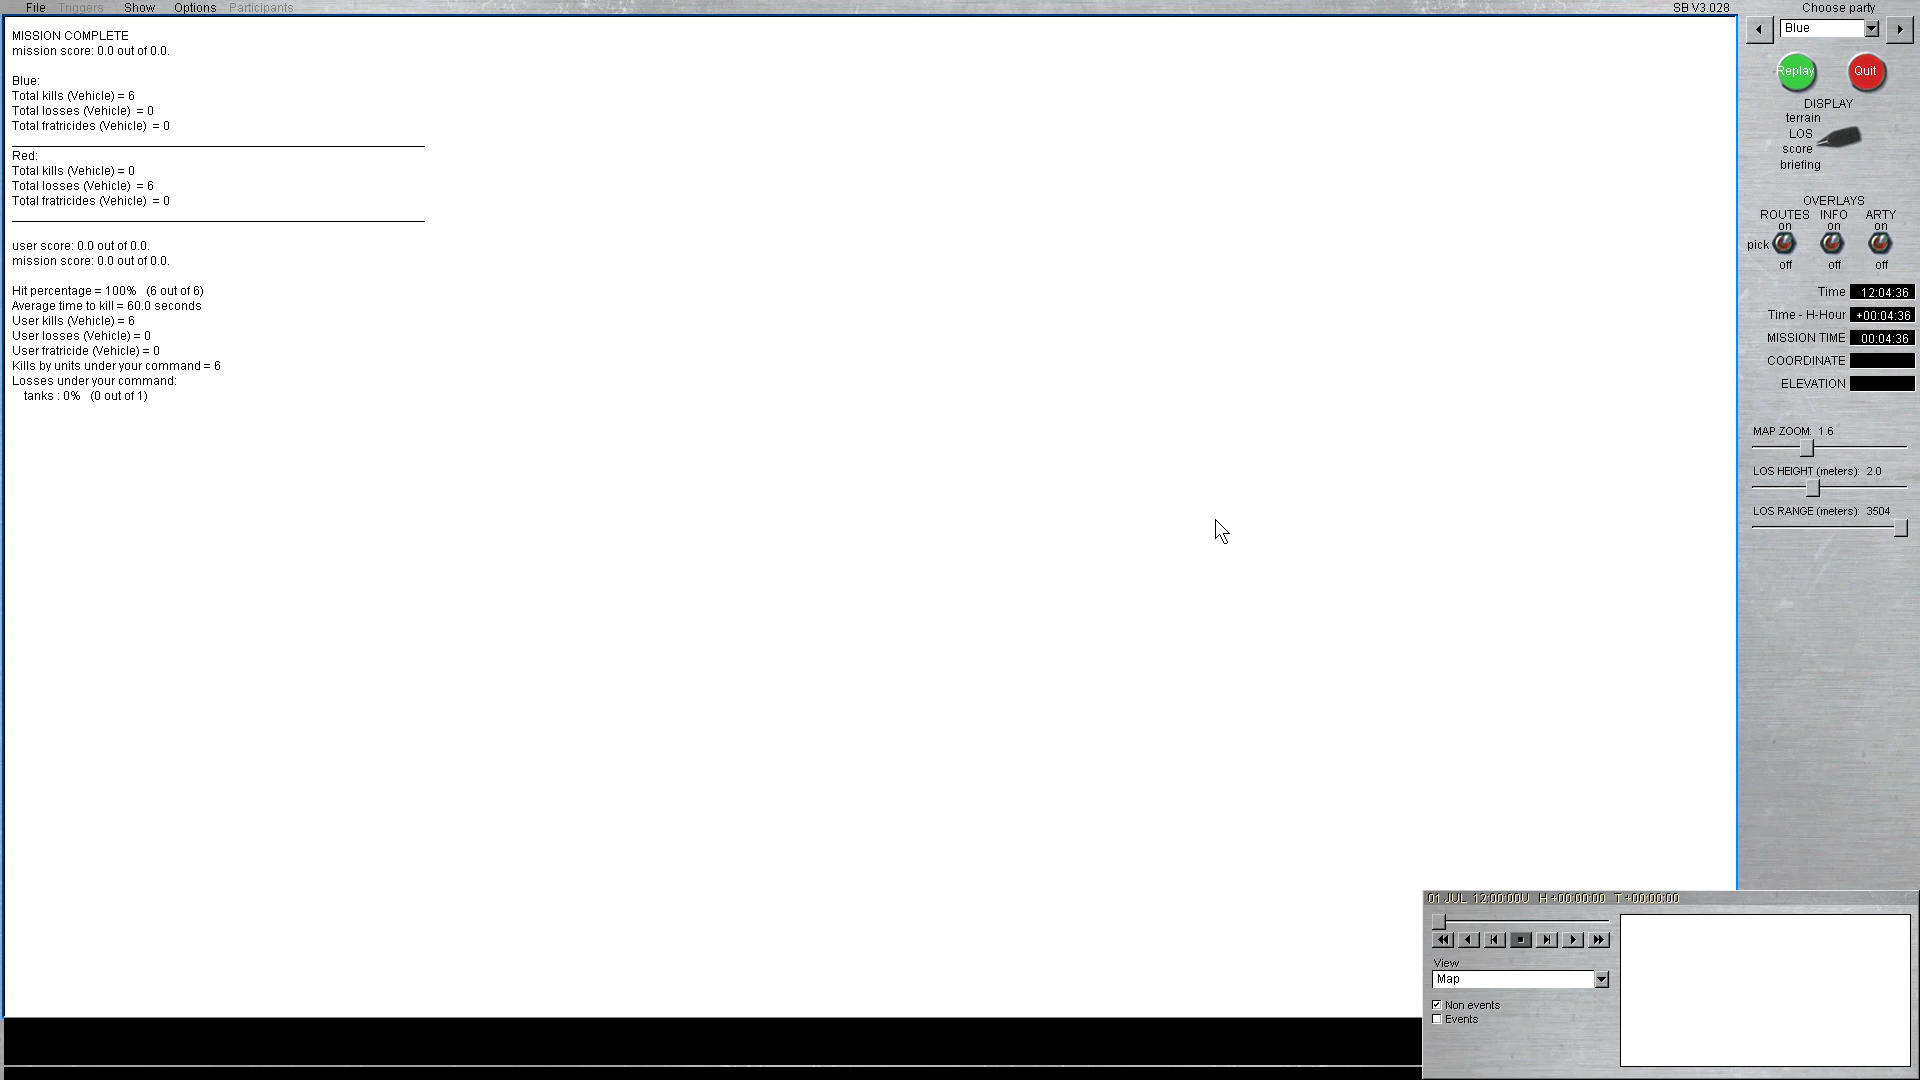 File Triggers Show Options Participants SB V3.028
MISSION COMPLETE
mission score: 0.0 out of 0.0.
Blue:
Total kills (Vehicle) = 6
Total losses (Vehicle) = 0
Total fratricides (Vehicle) = 0
Red:
Total kills (Vehicle) = 0
Total losses (Vehicle) = 6
Total fratricides (Vehicle) = 0
user score: 0.0 out of 0.0.
mission score: 0.0 out of 0.0.
Hit percentage = 100% (6 out of 6)
Average time to kill = 60.0 seconds
User kills (Vehicle) = 6
User losses (Vehicle) = 0
User fratricide (Vehicle) = 0
Kills by units under your command = 6
Losses under your command:
tanks : 0% (0 out of 1)
Choose party
Blue
Replay Quit
DISPLAY
terrain
LOS
score
briefing
OVERLAYS
ROUTES INFO ARTY
on on on
pick
off off off
Time 12:04:36
Time - H-Hour +00:04:36
MISSION TIME 00:04:36
COORDINATE
ELEVATION
MAP ZOOM: 1.6
LOS HEIGHT (meters): 2.0
LOS RANGE (meters): 3504
01 JUL 12:00:00U H +00:00:00 T +00:00:00
View
Map
Non events
Events